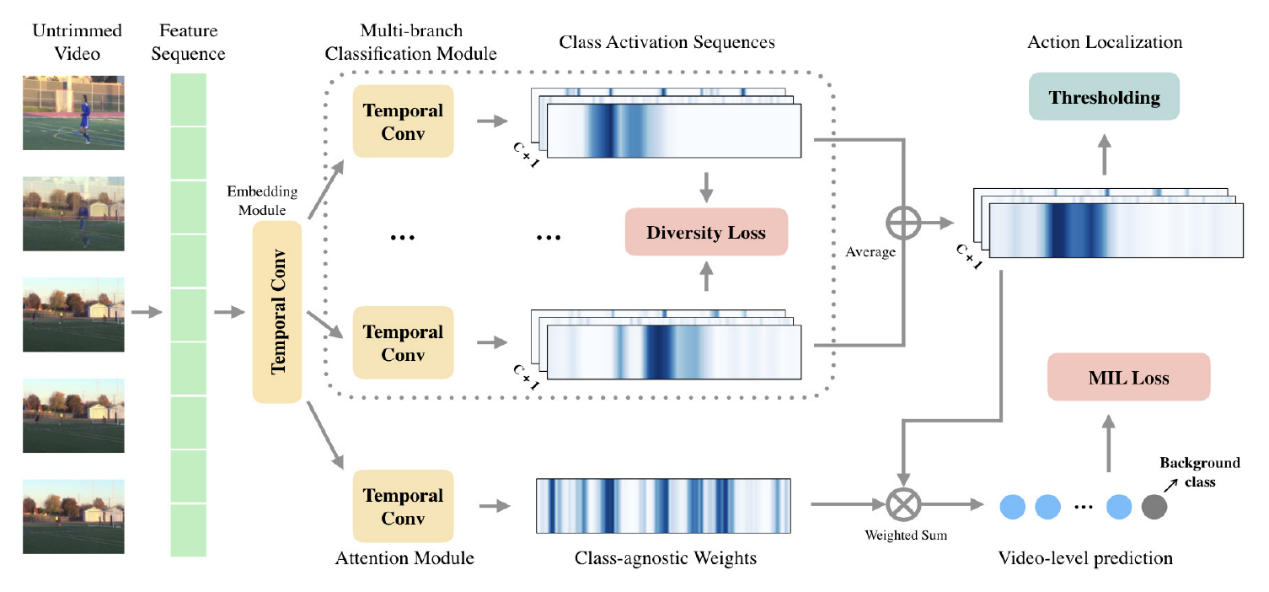 Untrimmed
Video
Feature
Sequence
Multi-branch
Classification Module
Class Activation Sequences
Action Localization
Temporal
Conv
C + 1
Thresholding
Embedding
Module
Temporal Conv
...
...
Diversity Loss
Average
C + 1
Temporal
Conv
C + 1
MIL Loss
Temporal
Conv
Attention Module
Class-agnostic Weights
Weighted Sum
Background
class
...
Video-level prediction